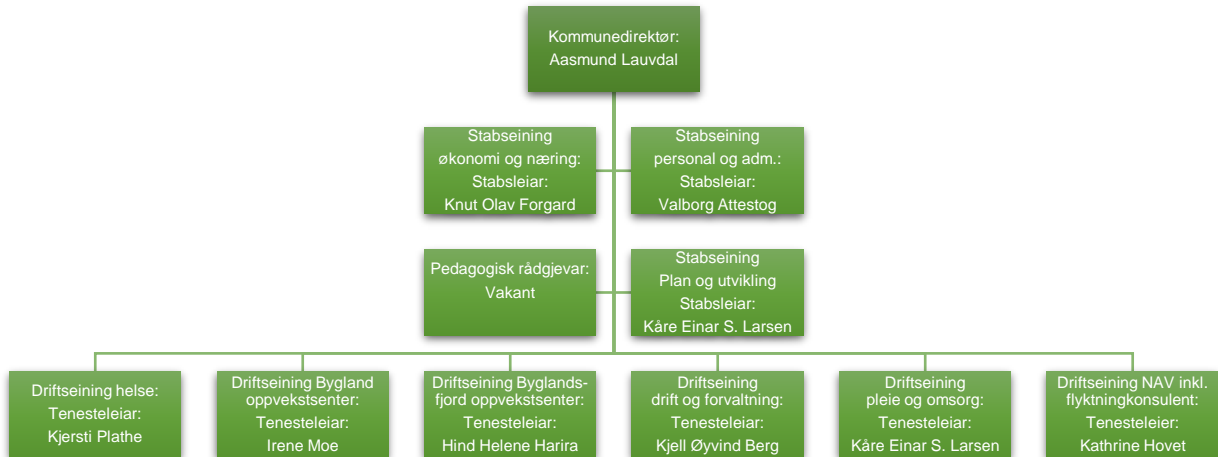 Kommunedirektør:
Aasmund Lauvdal
Stabseining
økonomi og næring:
Stabsleiar:
Knut Olav Forgard
Stabseining
personal og adm.:
Stabsleiar:
Valborg Attestog
Pedagogisk rådgjevar:
Vakant
Stabseining
Plan og utvikling
Stabsleiar:
Kåre Einar S. Larsen
Driftseining helse:
Tenesteleiar:
Kjersti Plathe
Driftseining Bygland
oppvekstsenter:
Tenesteleiar:
Irene Moe
Driftseining Byglands-
fjord oppvekstsenter:
Tenesteleiar:
Hind Helene Harira
Driftseining
drift og forvaltning:
Tenesteleiar:
Kjell Øyvind Berg
Driftseining
pleie og omsorg:
Tenesteleiar:
Kåre Einar S. Larsen
Driftseining NAV inkl.
flyktningkonsulent:
Tenesteleier:
Kathrine Hovet